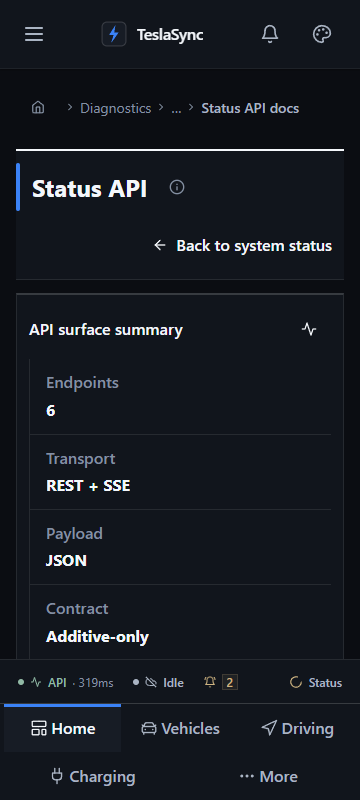 TeslaSync
Diagnostics > ... > Status API docs
Status API
← Back to system status
API surface summary
Endpoints
6
Transport
REST + SSE
Payload
JSON
Contract
Additive-only
API · 319ms Idle 2 Status
Home Vehicles Driving
Charging ··· More